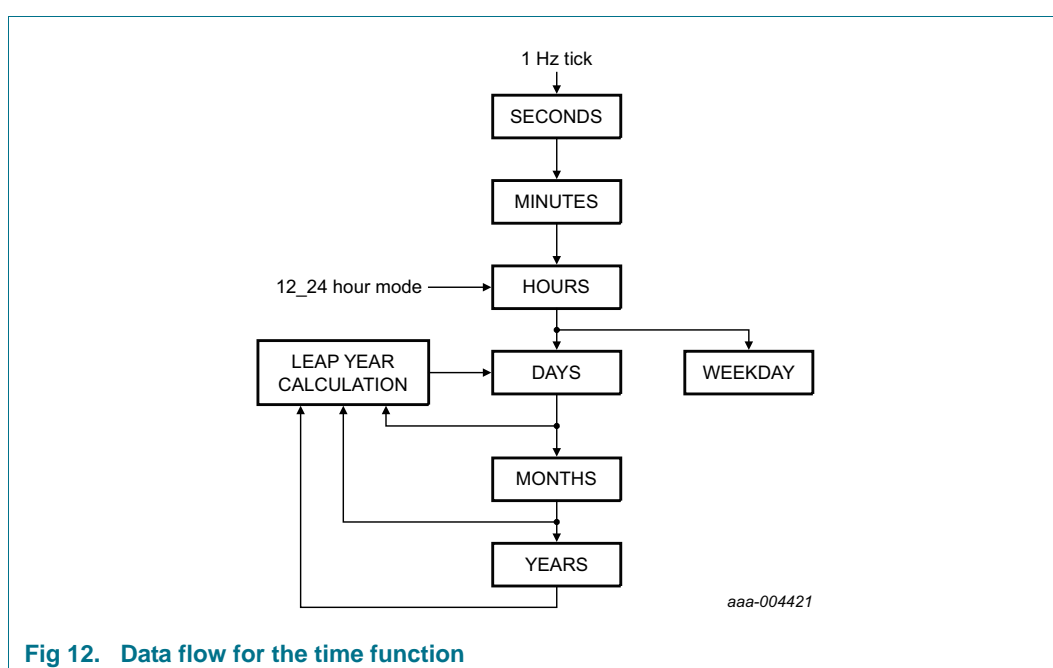 1 Hz tick
SECONDS
MINUTES
12_24 hour mode
HOURS
LEAP YEAR
CALCULATION
DAYS
WEEKDAY
MONTHS
YEARS
aaa-004421
Fig 12. Data flow for the time function